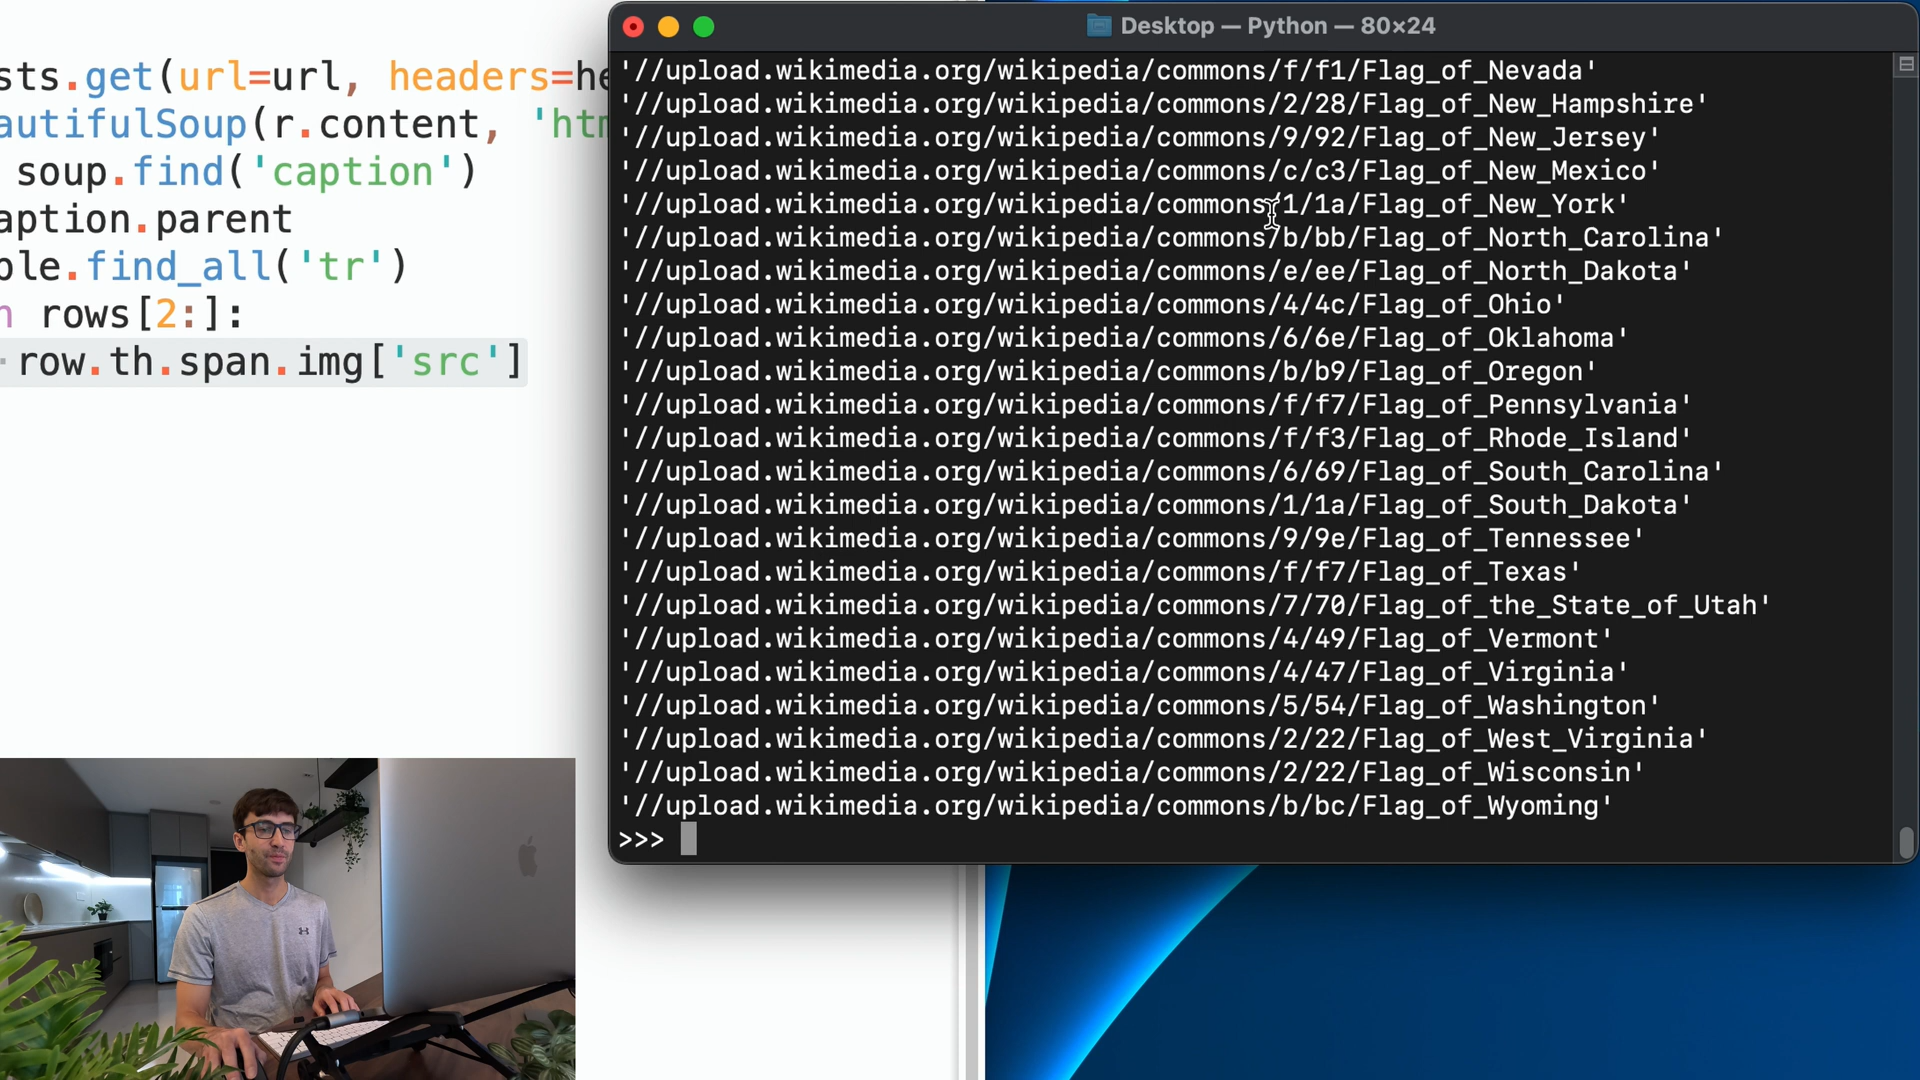 sts.get(url=url, headers=he
autifulSoup(r.content, 'htm
soup.find('caption')
aption.parent
ble.find_all('tr')
n rows[2:]:
row.th.span.img['src']
Desktop — Python — 80×24
'//upload.wikimedia.org/wikipedia/commons/f/f1/Flag_of_Nevada'
'//upload.wikimedia.org/wikipedia/commons/2/28/Flag_of_New_Hampshire'
'//upload.wikimedia.org/wikipedia/commons/9/92/Flag_of_New_Jersey'
'//upload.wikimedia.org/wikipedia/commons/c/c3/Flag_of_New_Mexico'
'//upload.wikimedia.org/wikipedia/commons/1/1a/Flag_of_New_York'
'//upload.wikimedia.org/wikipedia/commons/b/bb/Flag_of_North_Carolina'
'//upload.wikimedia.org/wikipedia/commons/e/ee/Flag_of_North_Dakota'
'//upload.wikimedia.org/wikipedia/commons/4/4c/Flag_of_Ohio'
'//upload.wikimedia.org/wikipedia/commons/6/6e/Flag_of_Oklahoma'
'//upload.wikimedia.org/wikipedia/commons/b/b9/Flag_of_Oregon'
'//upload.wikimedia.org/wikipedia/commons/f/f7/Flag_of_Pennsylvania'
'//upload.wikimedia.org/wikipedia/commons/f/f3/Flag_of_Rhode_Island'
'//upload.wikimedia.org/wikipedia/commons/6/69/Flag_of_South_Carolina'
'//upload.wikimedia.org/wikipedia/commons/1/1a/Flag_of_South_Dakota'
'//upload.wikimedia.org/wikipedia/commons/9/9e/Flag_of_Tennessee'
'//upload.wikimedia.org/wikipedia/commons/f/f7/Flag_of_Texas'
'//upload.wikimedia.org/wikipedia/commons/7/70/Flag_of_the_State_of_Utah'
'//upload.wikimedia.org/wikipedia/commons/4/49/Flag_of_Vermont'
'//upload.wikimedia.org/wikipedia/commons/4/47/Flag_of_Virginia'
'//upload.wikimedia.org/wikipedia/commons/5/54/Flag_of_Washington'
'//upload.wikimedia.org/wikipedia/commons/2/22/Flag_of_West_Virginia'
'//upload.wikimedia.org/wikipedia/commons/2/22/Flag_of_Wisconsin'
'//upload.wikimedia.org/wikipedia/commons/b/bc/Flag_of_Wyoming'
>>>